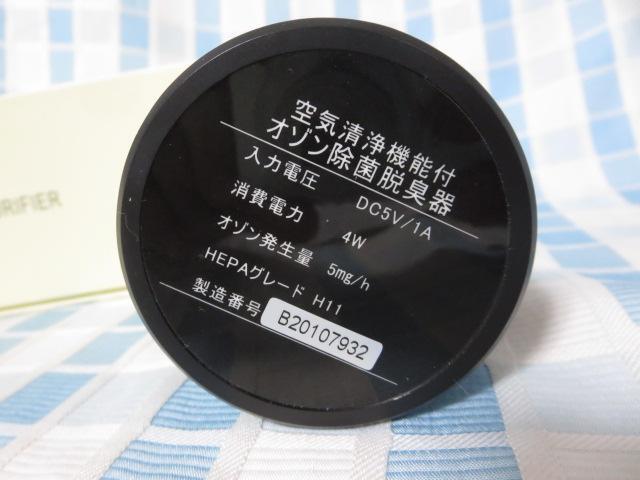 空気清浄機能付
オゾン除菌脱臭器
入力電圧 DC5V/1A
消費電力 4W
オゾン発生量 5mg/h
HEPAグレード H11
製造番号 B20107932